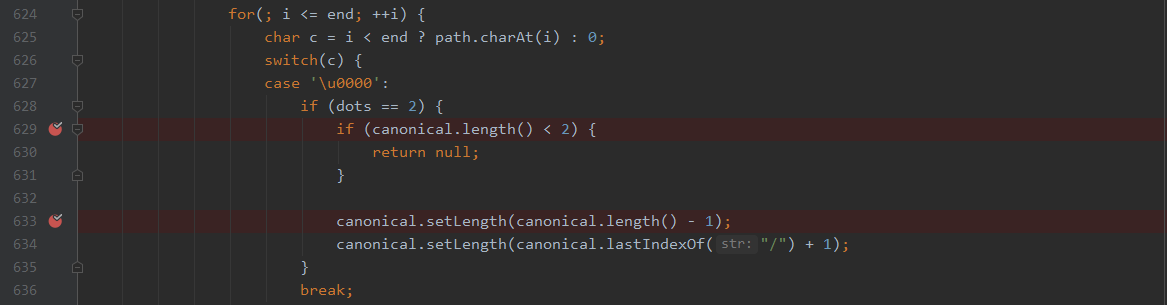 624 for(; i <= end; ++i) {
625 char c = i < end ? path.charAt(i) : 0;
626 switch(c) {
627 case '\u0000':
628 if (dots == 2) {
629 if (canonical.length() < 2) {
630 return null;
631 }
632
633 canonical.setLength(canonical.length() - 1);
634 canonical.setLength(canonical.lastIndexOf( str: "/") + 1);
635 }
636 break;